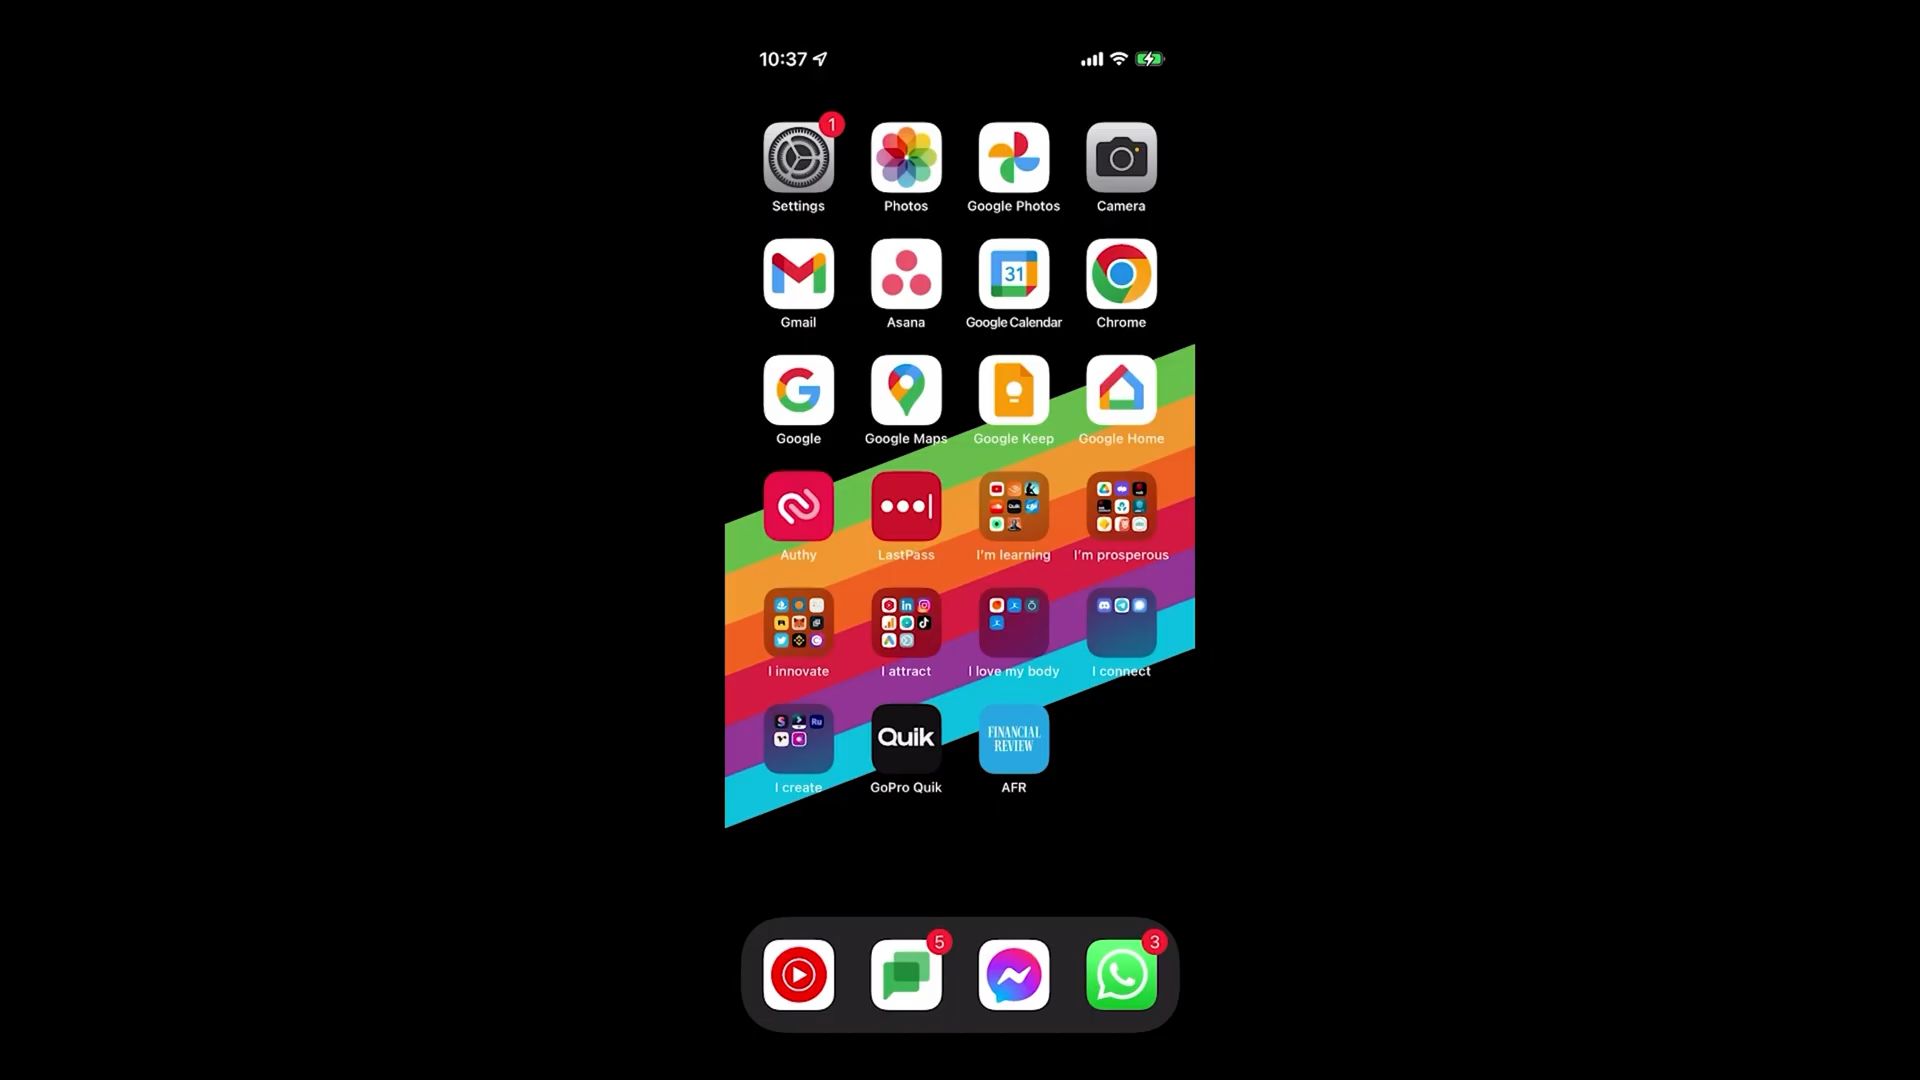 10:37
1
Settings Photos Google Photos Camera
31
Gmail Asana Google Calendar Chrome
Google Google Maps Google Keep Google Home
Authy LastPass I'm learning I'm prosperous
I innovate I attract I love my body I connect
Ru
Quik
FINANCIAL
REVIEW
I create GoPro Quik AFR
5
3